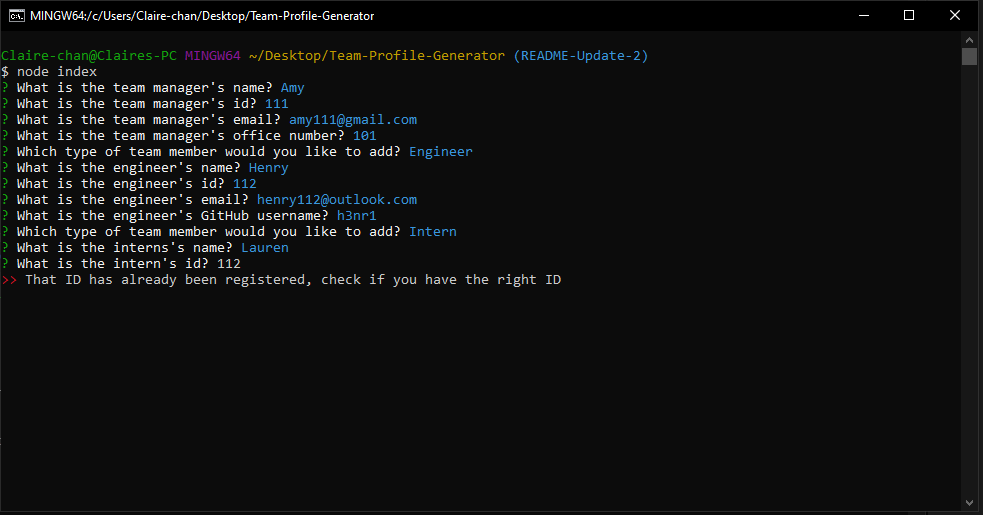 MINGW64:/c/Users/Claire-chan/Desktop/Team-Profile-Generator
Claire-chan@Claires-PC MINGW64 ~/Desktop/Team-Profile-Generator (README-Update-2)
$ node index
? What is the team manager's name? Amy
? What is the team manager's id? 111
? What is the team manager's email? amy111@gmail.com
? What is the team manager's office number? 101
? Which type of team member would you like to add? Engineer
? What is the engineer's name? Henry
? What is the engineer's id? 112
? What is the engineer's email? henry112@outlook.com
? What is the engineer's GitHub username? h3nr1
? Which type of team member would you like to add? Intern
? What is the interns's name? Lauren
? What is the intern's id? 112
>> That ID has already been registered, check if you have the right ID